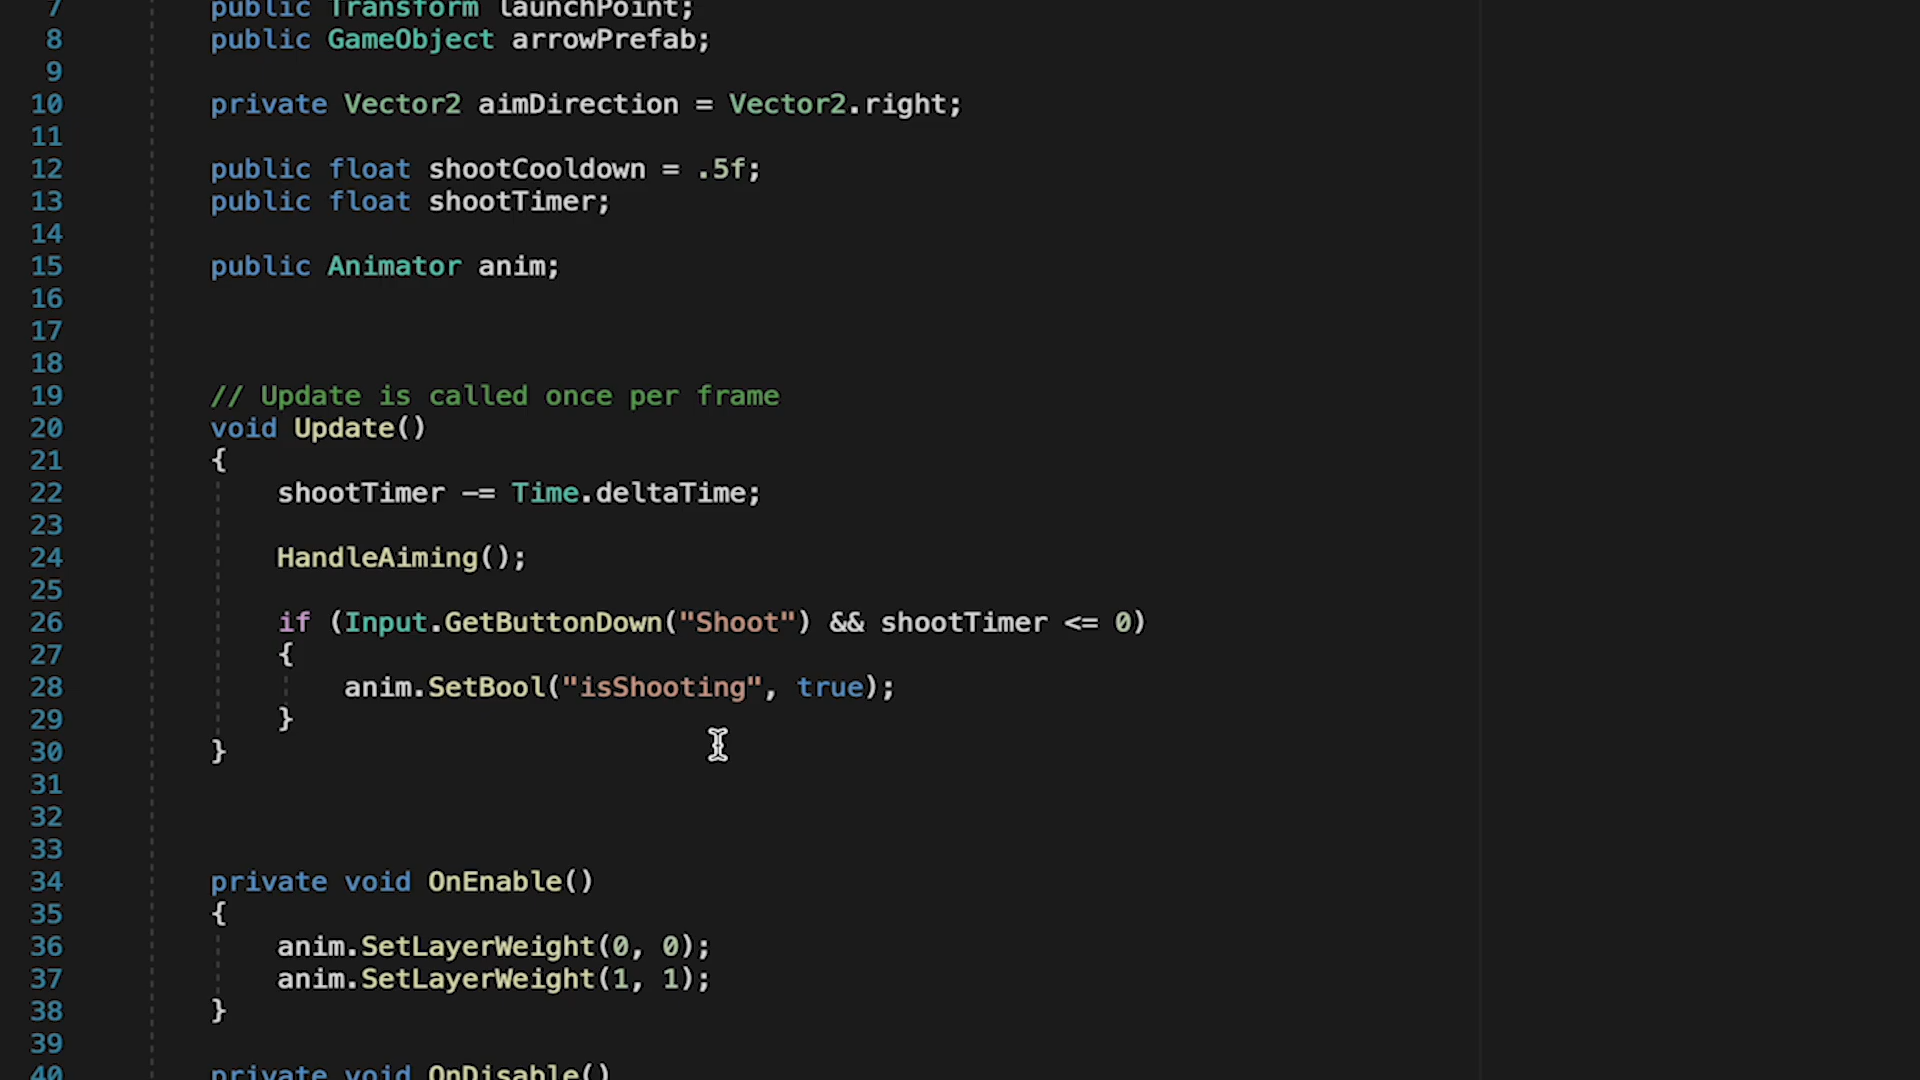 7 public Transform launchPoint;
8 public GameObject arrowPrefab;
9
10 private Vector2 aimDirection = Vector2.right;
11
12 public float shootCooldown = .5f;
13 public float shootTimer;
14
15 public Animator anim;
16
17
18
19 // Update is called once per frame
20 void Update()
21 {
22 shootTimer -= Time.deltaTime;
23
24 HandleAiming();
25
26 if (Input.GetButtonDown("Shoot") && shootTimer <= 0)
27 {
28 anim.SetBool("isShooting", true);
29 }
30 }
31
32
33
34 private void OnEnable()
35 {
36 anim.SetLayerWeight(0, 0);
37 anim.SetLayerWeight(1, 1);
38 }
39
40 private void OnDisable()